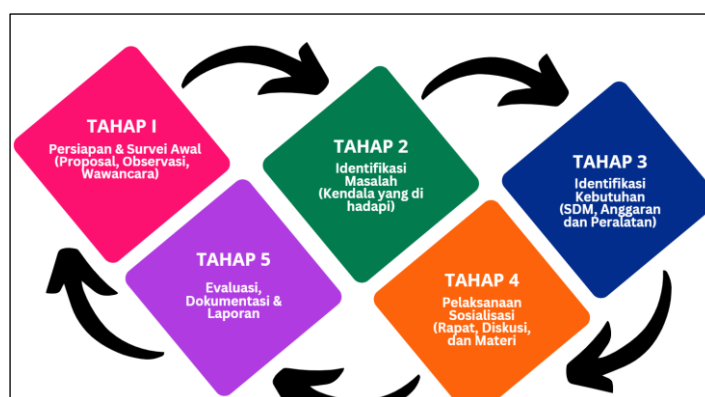 TAHAP I
Persiapan & Survei Awal
(Proposal, Observasi,
Wawancara)
TAHAP 2
Identifikasi
Masalah
(Kendala yang di
hadapi)
TAHAP 3
Identifikasi
Kebutuhan
(SDM, Anggaran
dan Peralatan)
TAHAP 4
Pelaksanaan
Sosialisasi
(Rapat, Diskusi,
dan Materi
TAHAP 5
Evaluasi,
Dokumentasi &
Laporan